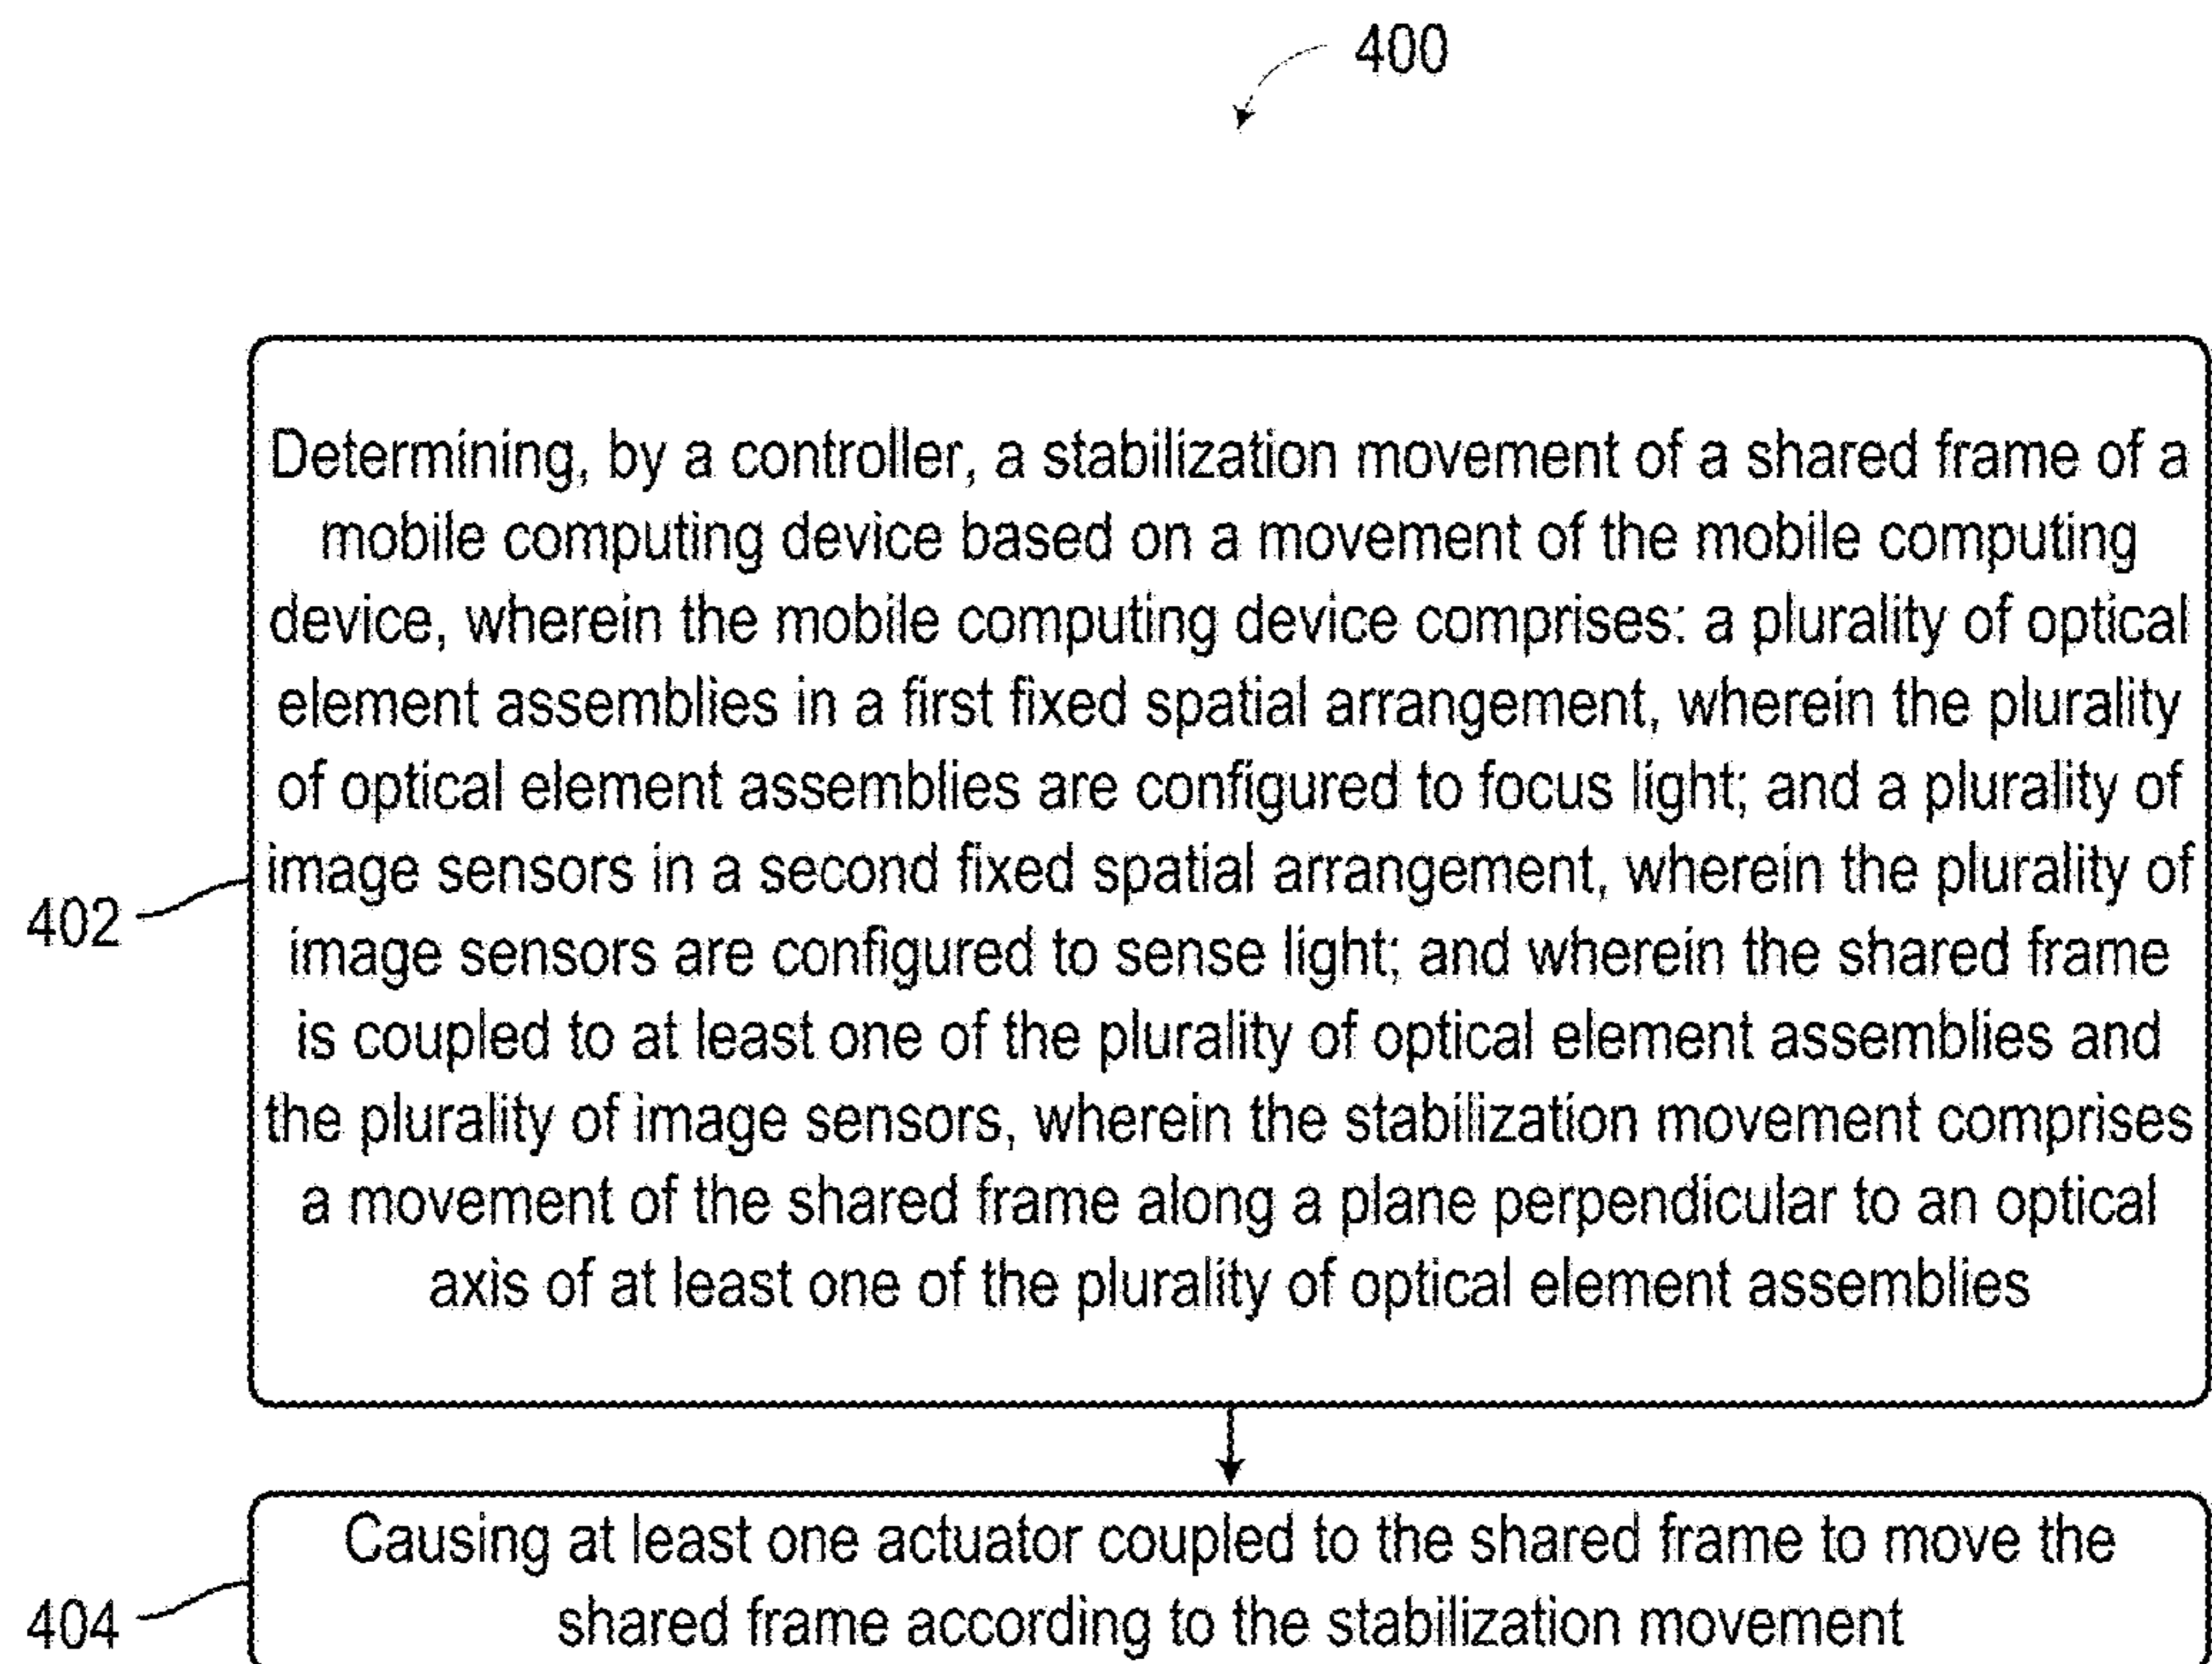 400
Determining, by a controller, a stabilization movement of a shared frame of a
mobile computing device based on a movement of the mobile computing
device, wherein the mobile computing device comprises: a plurality of optical
element assemblies in a first fixed spatial arrangement, wherein the plurality
of optical element assemblies are configured to focus light; and a plurality of
image sensors in a second fixed spatial arrangement, wherein the plurality of
image sensors are configured to sense light; and wherein the shared frame
is coupled to at least one of the plurality of optical element assemblies and
the plurality of image sensors, wherein the stabilization movement comprises
a movement of the shared frame along a plane perpendicular to an optical
axis of at least one of the plurality of optical element assemblies
402
Causing at least one actuator coupled to the shared frame to move the
shared frame according to the stabilization movement
404